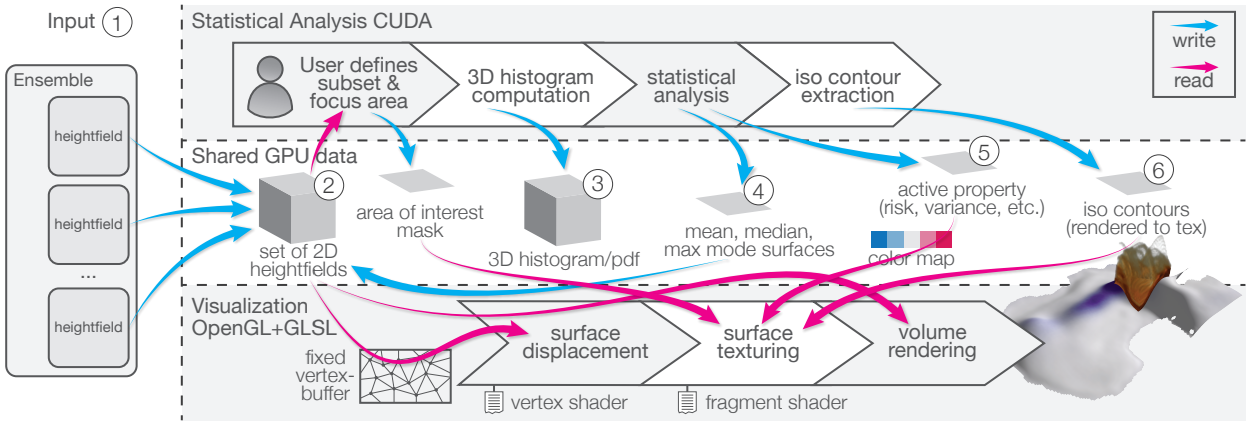 Input 1
Ensemble
heightfield
heightfield
...
heightfield
Statistical Analysis CUDA
User defines
subset &
focus area
3D histogram
computation
statistical
analysis
iso contour
extraction
write
read
Shared GPU data
2
set of 2D
heightfields
area of interest
mask
3
3D histogram/pdf
4
mean, median,
max mode surfaces
5
active property
(risk, variance, etc.)
color map
6
iso contours
(rendered to tex)
Visualization
OpenGL+GLSL
fixed
vertex-
buffer
surface
displacement
surface
texturing
volume
rendering
vertex shader
fragment shader